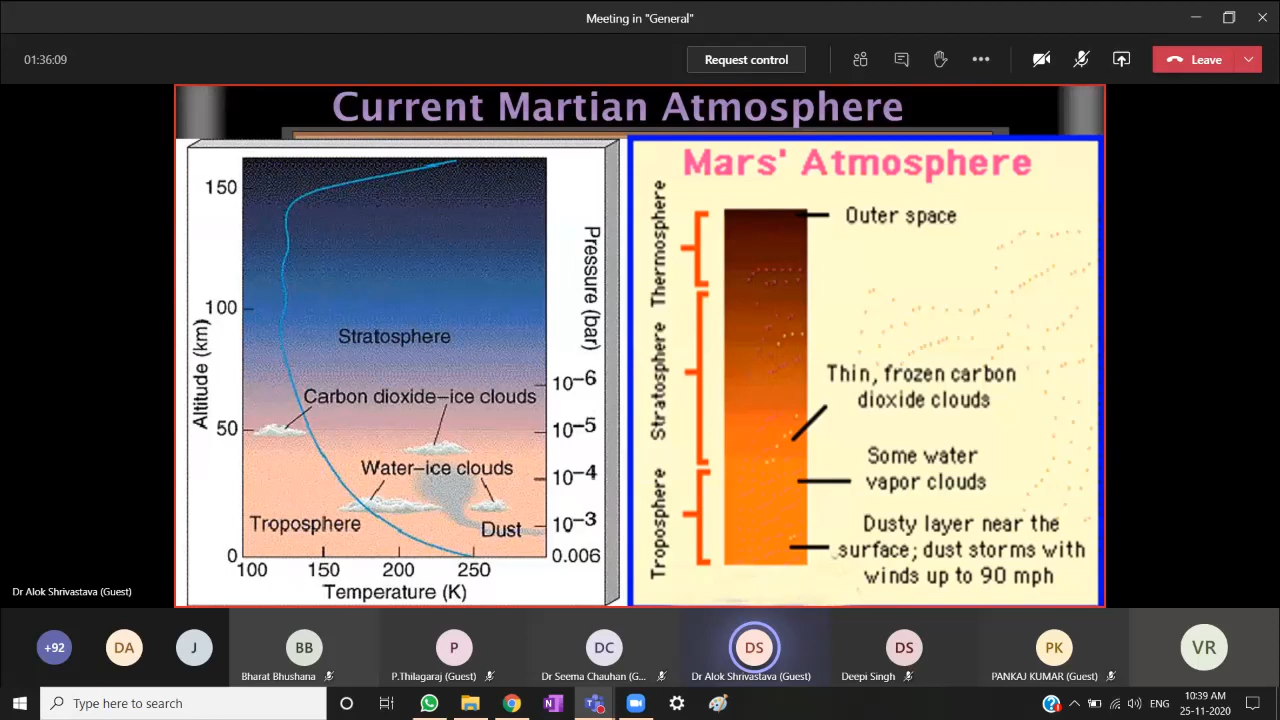 Meeting in "General"
01:36:09
Request control
Leave
Current Martian Atmosphere
150
100
50
0
Altitude (km)
Stratosphere
Carbon dioxide–ice clouds
Water–ice clouds
Troposphere
Dust
Pressure (bar)
10⁻⁶
10⁻⁵
10⁻⁴
10⁻³
0.006
100 150 200 250
Temperature (K)
Mars' Atmosphere
Thermosphere
Stratosphere
Troposphere
Outer space
Thin, frozen carbon
dioxide clouds
Some water
vapor clouds
Dusty layer near the
surface; dust storms with
winds up to 90 mph
Dr Alok Shrivastava (Guest)
+92
DA
J
BB
Bharat Bhushana
P
P.Thilagaraj (Guest)
DC
Dr Seema Chauhan (G...
DS
Dr Alok Shrivastava (Guest)
DS
Deepi Singh
PK
PANKAJ KUMAR (Guest)
VR
Type here to search
ENG
10:39 AM
25-11-2020